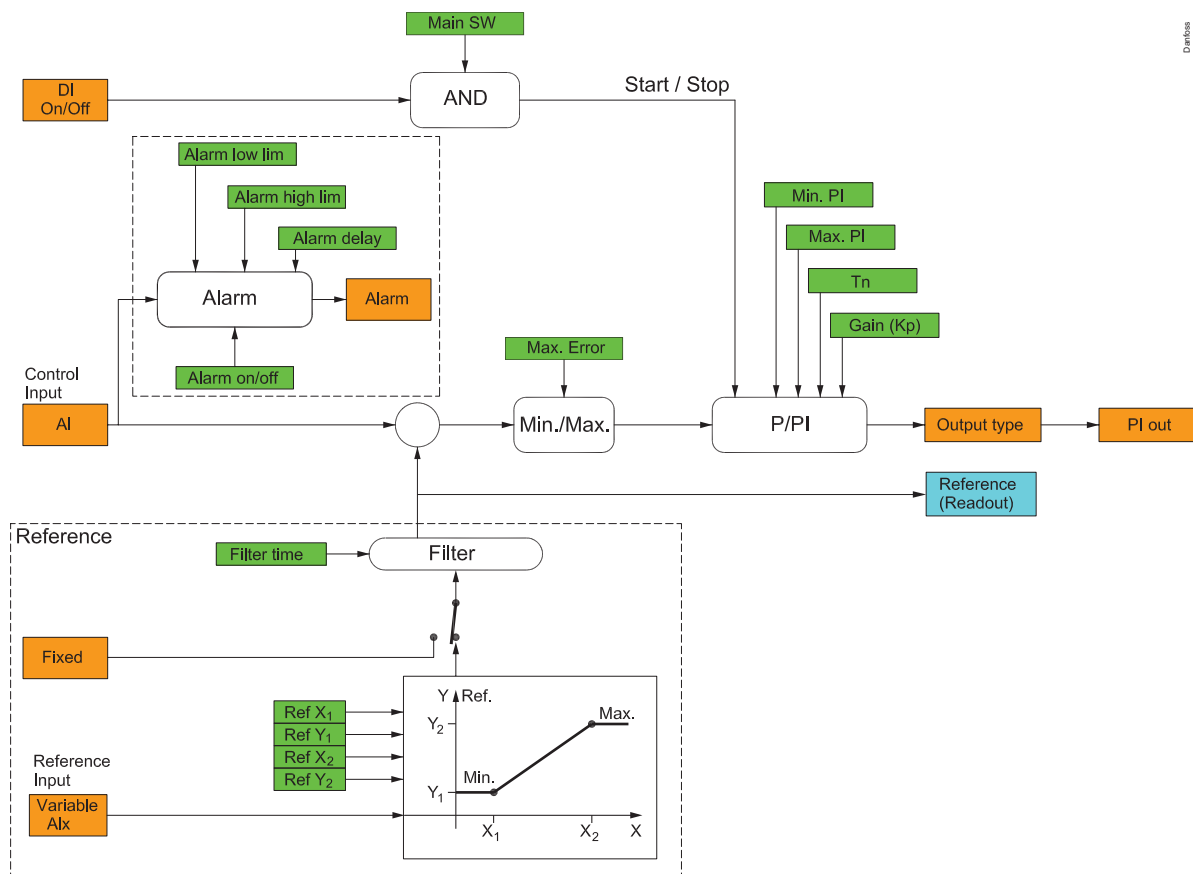 Main SW
Danfoss
DI
On/Off
AND
Start / Stop
Alarm low lim
Alarm high lim
Alarm delay
Alarm
Alarm
Alarm on/off
Min. PI
Max. PI
Tn
Gain (Kp)
Max. Error
Control
Input
AI
Min./Max.
P/PI
Output type
PI out
Reference
(Readout)
Reference
Filter time
Filter
Fixed
Ref X₁
Ref Y₁
Ref X₂
Ref Y₂
Y Ref.
Y₂
Max.
Min.
Y₁
X₁ X₂ X
Reference
Input
Variable
AIx